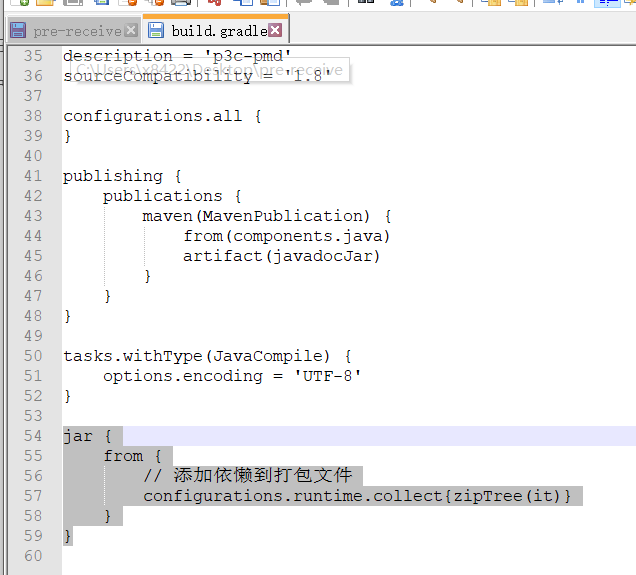 pre-receive
build.gradle
35 description = 'p3c-pmd'
C:\Users\x8422\Desktop\pre-receive
36 sourceCompatibility = '1.8'
37
38 configurations.all {
39 }
40
41 publishing {
42     publications {
43         maven(MavenPublication) {
44             from(components.java)
45             artifact(javadocJar)
46         }
47     }
48 }
49
50 tasks.withType(JavaCompile) {
51     options.encoding = 'UTF-8'
52 }
53
54 jar {
55     from {
56         // 添加依懒到打包文件
57         configurations.runtime.collect{zipTree(it)}
58     }
59 }
60